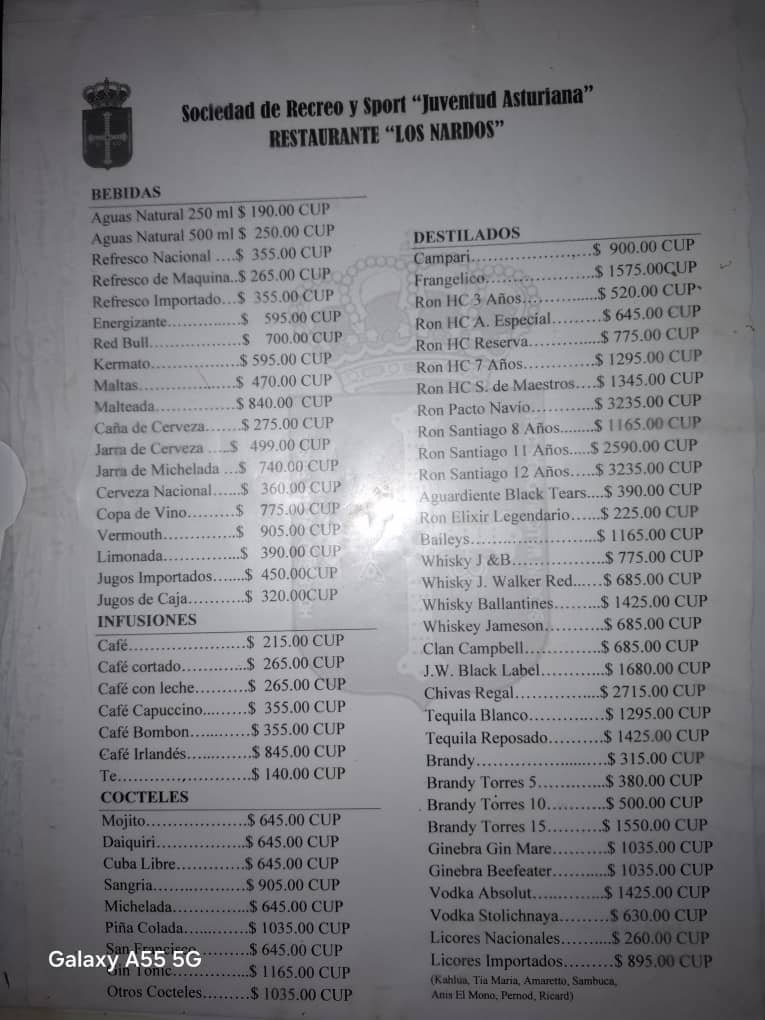 Sociedad de Recreo y Sport “Juventud Asturiana”
RESTAURANTE “LOS NARDOS”
BEBIDAS
Aguas Natural 250 ml $ 190.00 CUP
Aguas Natural 500 ml $ 250.00 CUP
Refresco Nacional ....$ 355.00 CUP
Refresco de Maquina..$ 265.00 CUP
Refresco Importado...$ 355.00 CUP
Energizante...............$ 595.00 CUP
Red Bull...................$ 700.00 CUP
Kermato..................$ 595.00 CUP
Maltas.....................$ 470.00 CUP
Malteada..................$ 840.00 CUP
Caña de Cerveza.......$ 275.00 CUP
Jarra de Cerveza .....$ 499.00 CUP
Jarra de Michelada ...$ 740.00 CUP
Cerveza Nacional......$ 360.00 CUP
Copa de Vino.........$ 775.00 CUP
Vermouth................$ 905.00 CUP
Limonada................$ 390.00 CUP
Jugos Importados.......$ 450.00CUP
Jugos de Caja..........$ 320.00CUP
INFUSIONES
Café......................$ 215.00 CUP
Café cortado............$ 265.00 CUP
Café con leche..........$ 265.00 CUP
Café Capuccino.........$ 355.00 CUP
Café Bombon...........$ 355.00 CUP
Café Irlandés............$ 845.00 CUP
Te............,............$ 140.00 CUP
COCTELES
Mojito...................$ 645.00 CUP
Daiquiri.................$ 645.00 CUP
Cuba Libre..............$ 645.00 CUP
Sangria..................$ 905.00 CUP
Michelada..............$ 645.00 CUP
Piña Colada............$ 1035.00 CUP
San Francisco..........$ 645.00 CUP
Gin Tonic...............$ 1165.00 CUP
Otros Cocteles.........$ 1035.00 CUP
DESTILADOS
Campari....................,...$ 900.00 CUP
Frangelico......................$ 1575.00CUP
Ron HC 3 Años...............$ 520.00 CUP
Ron HC A. Especial.........$ 645.00 CUP
Ron HC Reserva..............$ 775.00 CUP
Ron HC 7 Años...............$ 1295.00 CUP
Ron HC S. de Maestros....$ 1345.00 CUP
Ron Pacto Navio............$ 3235.00 CUP
Ron Santiago 8 Años........$ 1165.00 CUP
Ron Santiago 11 Años.....$ 2590.00 CUP
Ron Santiago 12 Años.....$ 3235.00 CUP
Aguardiente Black Tears....$ 390.00 CUP
Ron Elixir Legendario......$ 225.00 CUP
Baileys........................$ 1165.00 CUP
Whisky J &B.................$ 775.00 CUP
Whisky J. Walker Red......$ 685.00 CUP
Whisky Ballantines.........$ 1425.00 CUP
Whiskey Jameson............$ 685.00 CUP
Clan Campbell..............$ 685.00 CUP
J.W. Black Label............$ 1680.00 CUP
Chivas Regal................$ 2715.00 CUP
Tequila Blanco..............$ 1295.00 CUP
Tequila Reposado...........$ 1425.00 CUP
Brandy.......................$ 315.00 CUP
Brandy Torres 5.............$ 380.00 CUP
Brandy Torres 10...........$ 500.00 CUP
Brandy Torres 15...........$ 1550.00 CUP
Ginebra Gin Mare..........$ 1035.00 CUP
Ginebra Beefeater...........$ 1035.00 CUP
Vodka Absolut..............$ 1425.00 CUP
Vodka Stolichnaya.........$ 630.00 CUP
Licores Nacionales.........$ 260.00 CUP
Licores Importados.........$ 895.00 CUP
(Kahlua, Tia Maria, Amaretto, Sambuca,
Anis El Mono, Pernod, Ricard)
Galaxy A55 5G